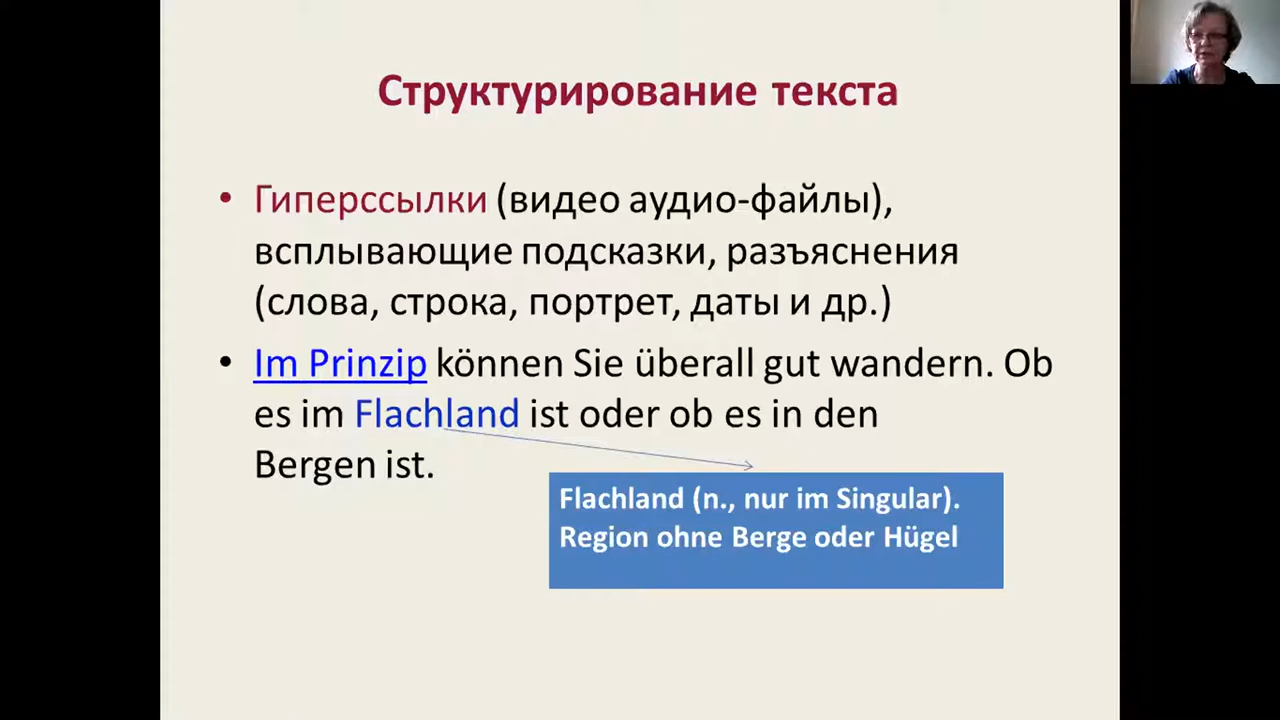 Структурирование текста
• Гиперссылки (видео аудио-файлы),
всплывающие подсказки, разъяснения
(слова, строка, портрет, даты и др.)
• Im Prinzip können Sie überall gut wandern. Ob
es im Flachland ist oder ob es in den
Bergen ist.
Flachland (n., nur im Singular).
Region ohne Berge oder Hügel